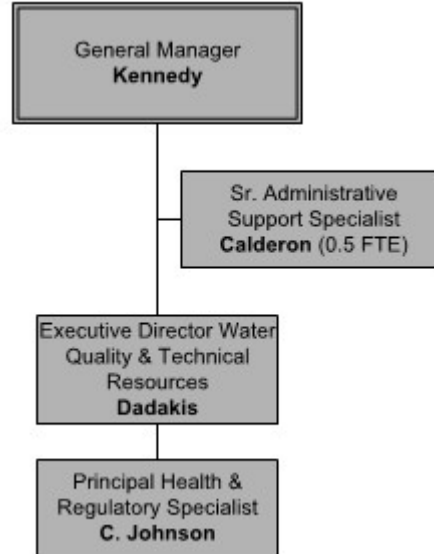 General Manager
Kennedy
Sr. Administrative
Support Specialist
Calderon (0.5 FTE)
Executive Director Water
Quality & Technical
Resources
Dadakis
Principal Health &
Regulatory Specialist
C. Johnson